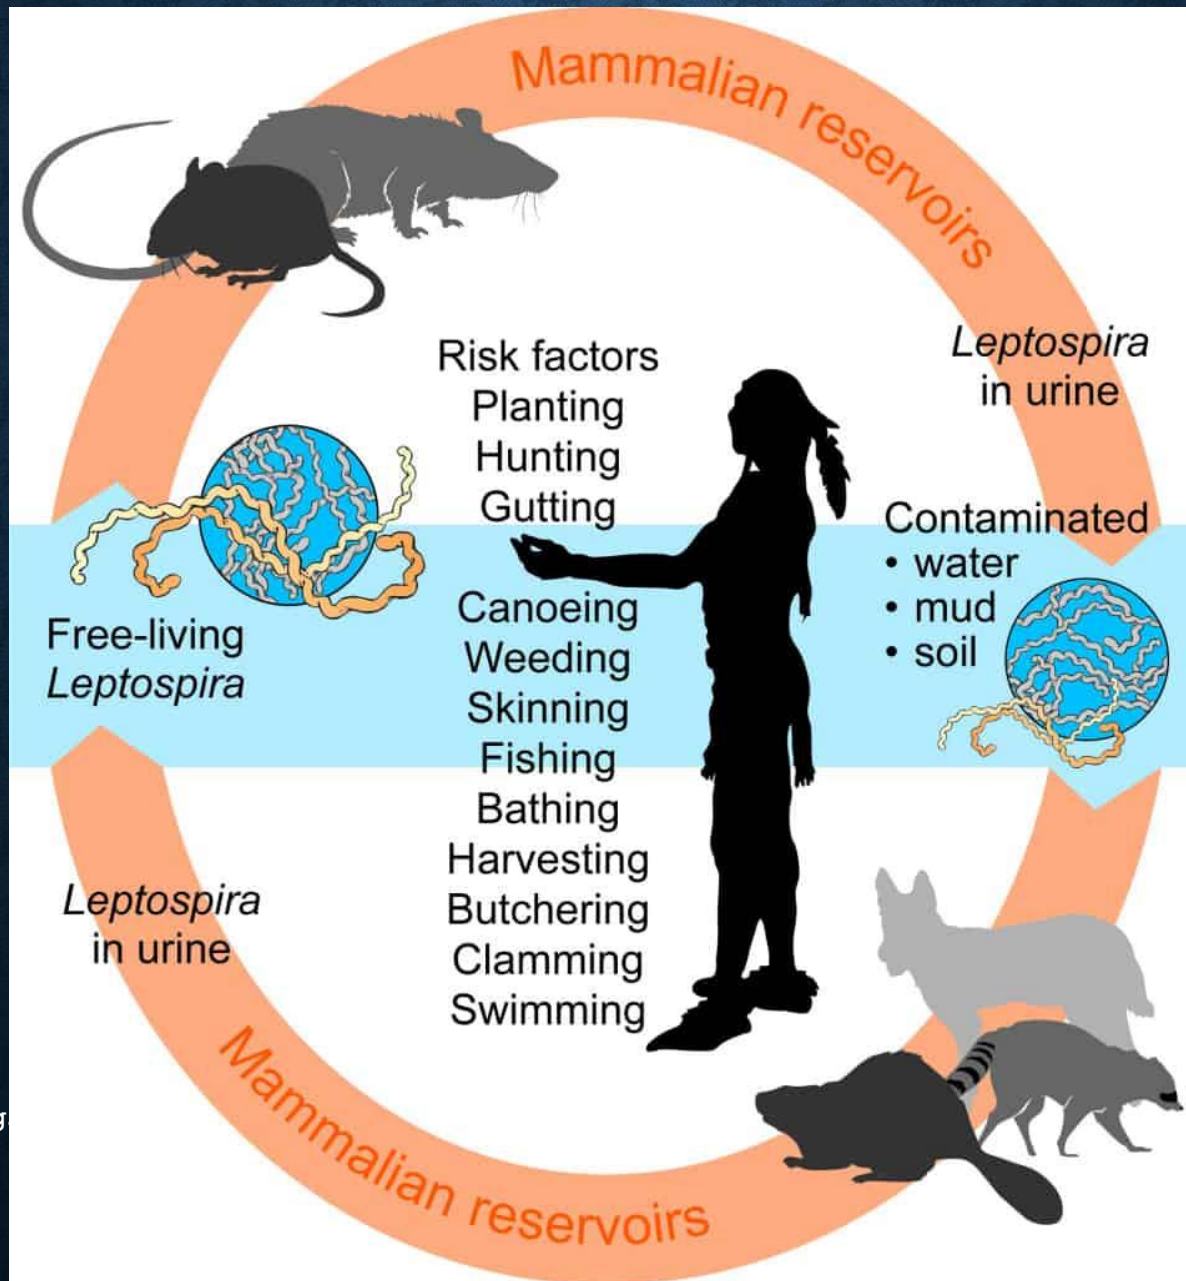 Mammalian reservoirs
Leptospira
in urine
Risk factors
Planting
Hunting
Gutting
Canoeing
Weeding
Skinning
Fishing
Bathing
Harvesting
Butchering
Clamming
Swimming
Contaminated
• water
• mud
• soil
Free-living
Leptospira
Leptospira
in urine
Mammalian reservoirs